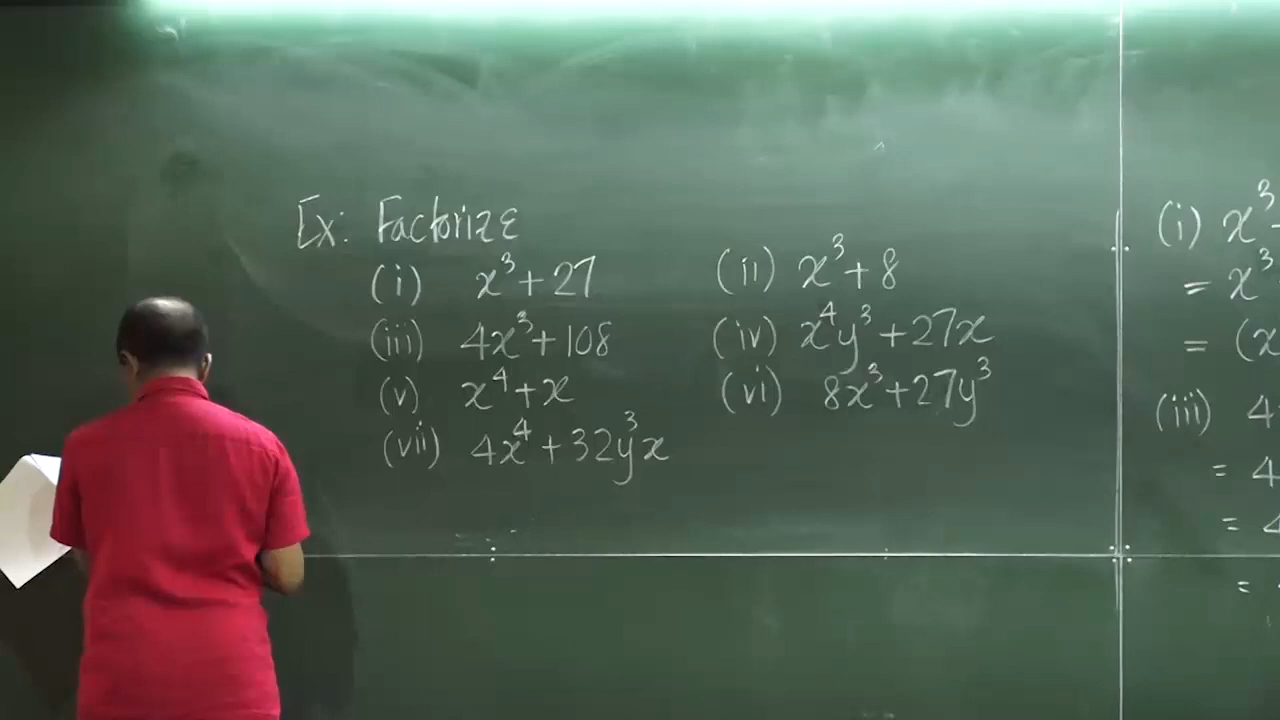 Ex: Factorize
(i) x³+27 (ii) x³+8
(iii) 4x³+108 (iv) x⁴y³+27x
(v) x⁴+x (vi) 8x³+27y³
(vii) 4x⁴+32y³x
(i) x³
= x³
= (x
(iii) 4
= 4
= 4
=